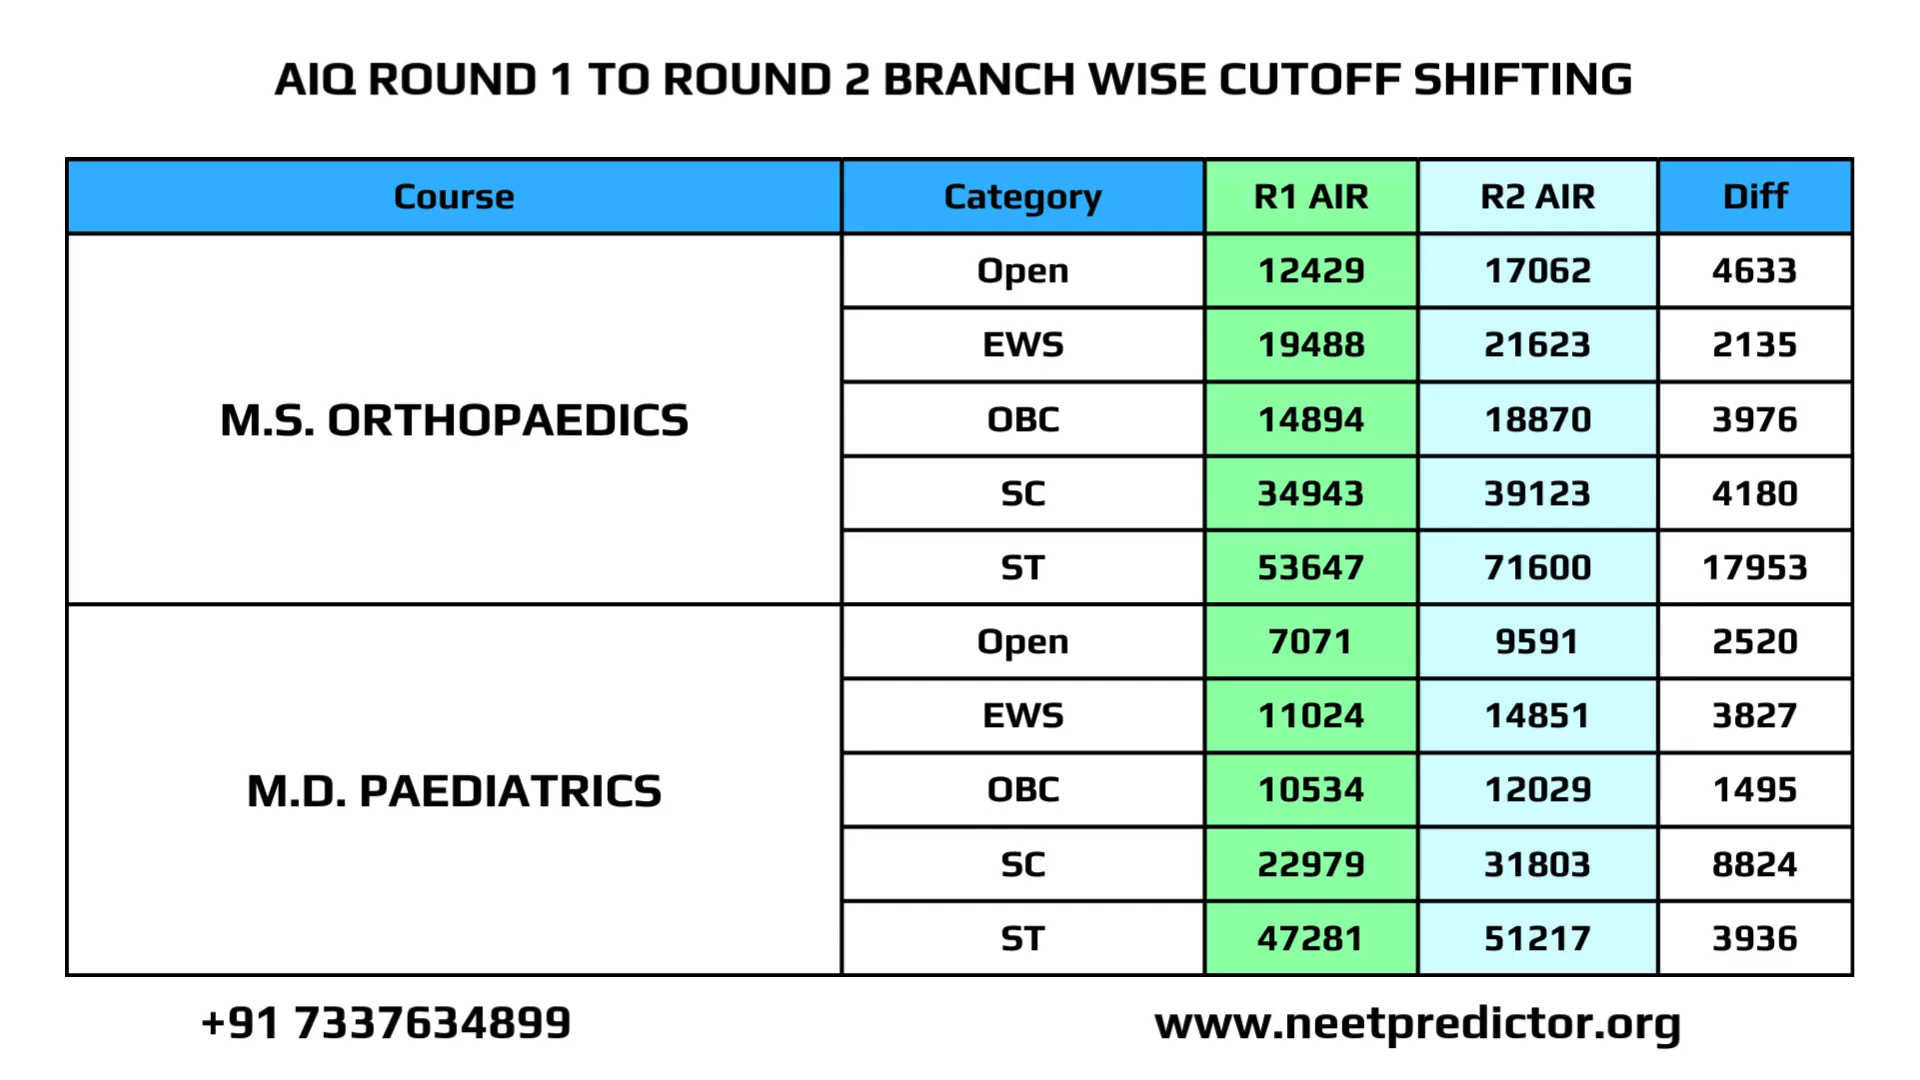 AIQ ROUND 1 TO ROUND 2 BRANCH WISE CUTOFF SHIFTING
Course Category R1 AIR R2 AIR Diff
M.S. ORTHOPAEDICS
Open 12429 17062 4633
EWS 19488 21623 2135
OBC 14894 18870 3976
SC 34943 39123 4180
ST 53647 71600 17953
M.D. PAEDIATRICS
Open 7071 9591 2520
EWS 11024 14851 3827
OBC 10534 12029 1495
SC 22979 31803 8824
ST 47281 51217 3936
+91 7337634899 www.neetpredictor.org